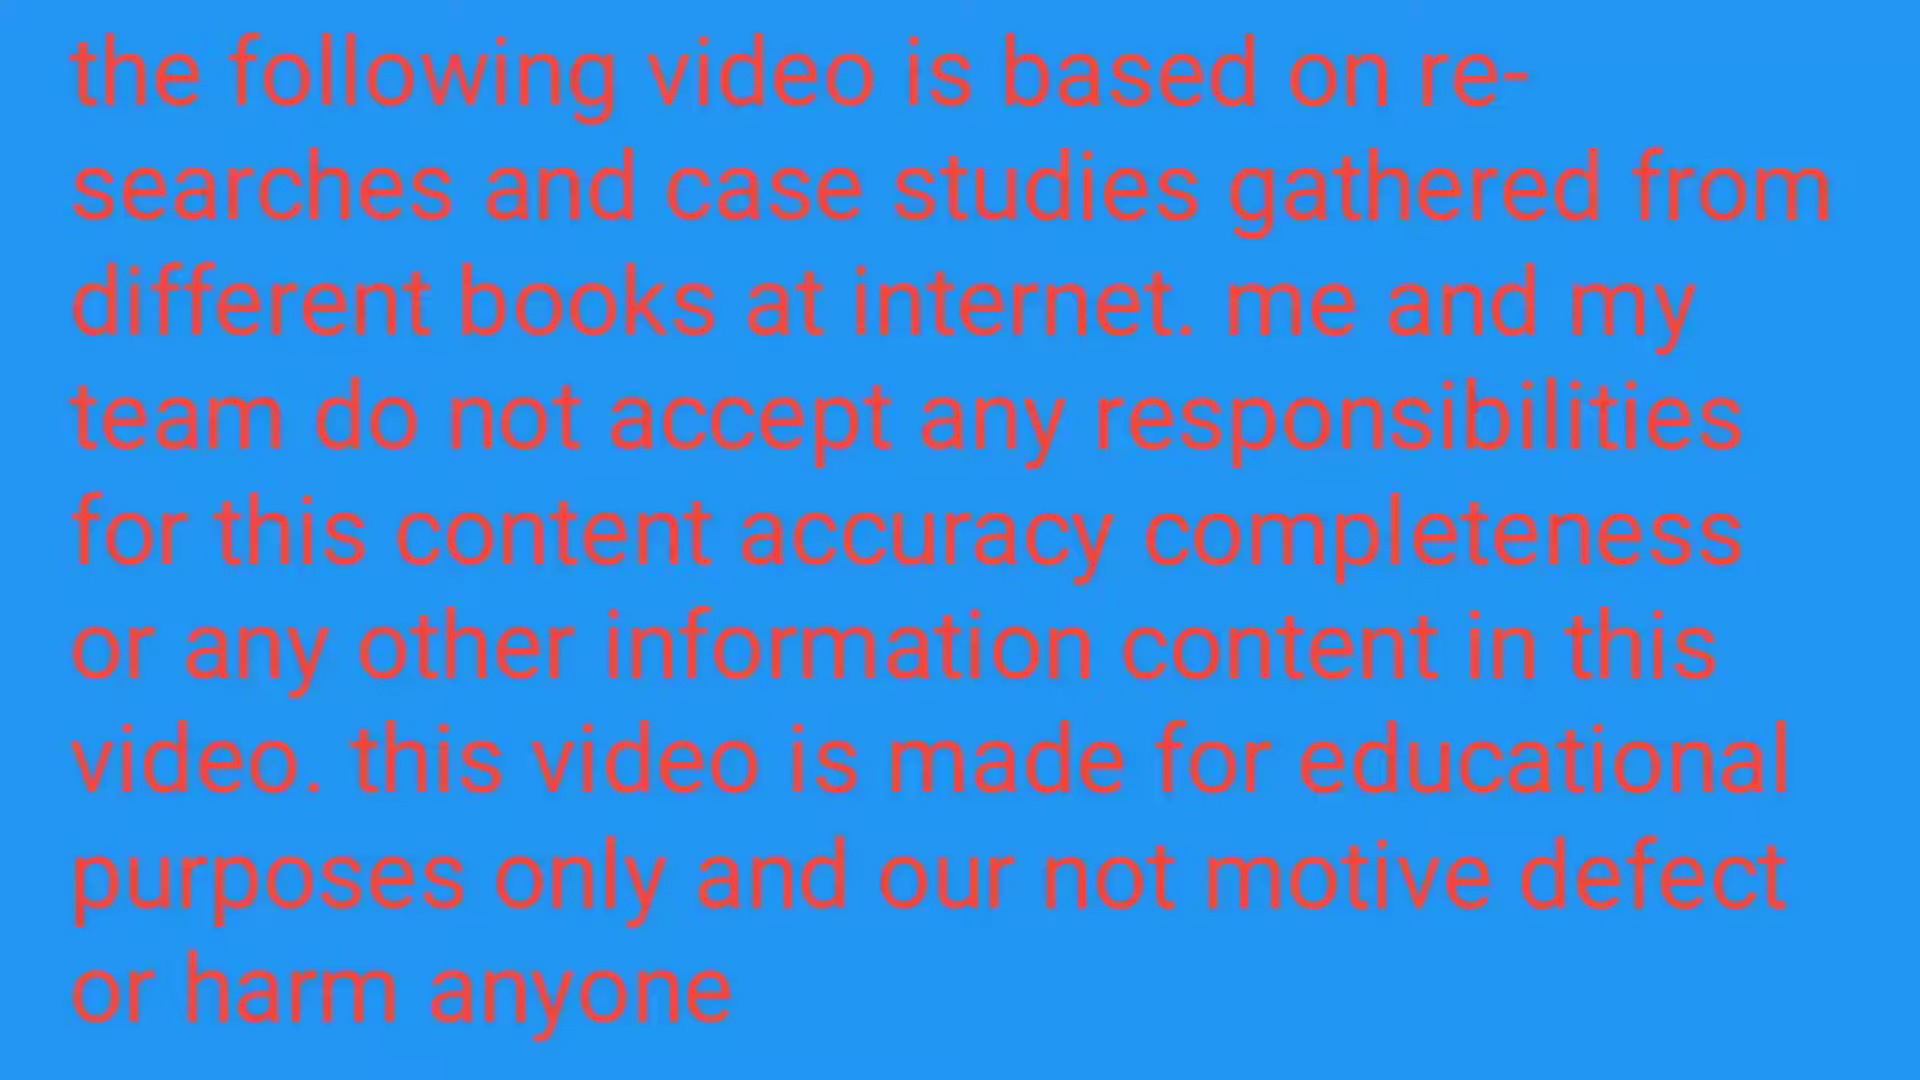 the following video is based on re-
searches and case studies gathered from
different books at internet. me and my
team do not accept any responsibilities
for this content accuracy completeness
or any other information content in this
video. this video is made for educational
purposes only and our not motive defect
or harm anyone